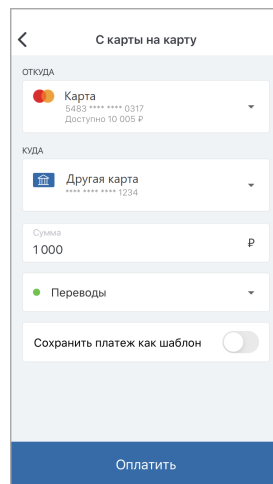 С карты на карту
ОТКУДА
Карта
5483 **** **** 0317
Доступно 10 005 ₽
КУДА
Другая карта
**** **** **** 1234
Сумма
1 000 ₽
Переводы
Сохранить платеж как шаблон
Оплатить